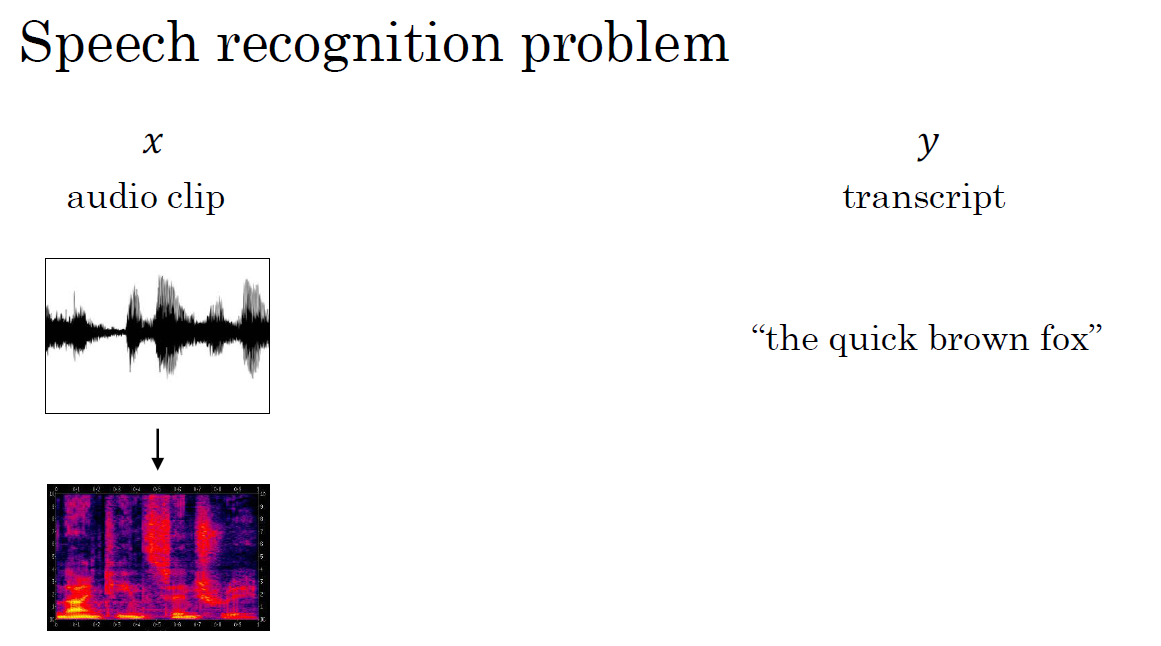 Speech recognition problem
x
y
audio clip
transcript
“the quick brown fox”